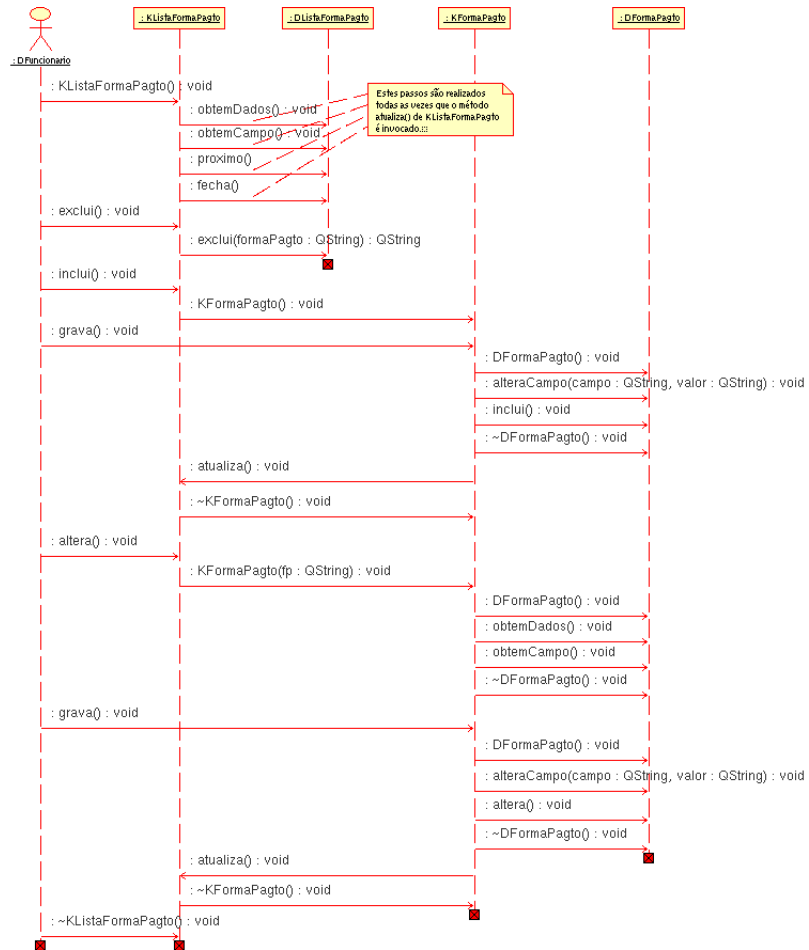 : KListaFormaPagto
: DListaFormaPagto
: KFormaPagto
: DFormaPagto
: DFuncionario
: KListaFormaPagto() : void
Estes passos são realizados
todas as vezes que o método
atualiza() de KListaFormaPagto
é invocado.:::
: obtemDados() : void
: obtemCampo() : void
: proximo()
: fecha()
: exclui() : void
: exclui(formaPagto : QString) : QString
: inclui() : void
: KFormaPagto() : void
: grava() : void
: DFormaPagto() : void
: alteraCampo(campo : QString, valor : QString) : void
: inclui() : void
: ~DFormaPagto() : void
: atualiza() : void
: ~KFormaPagto() : void
: altera() : void
: KFormaPagto(fp : QString) : void
: DFormaPagto() : void
: obtemDados() : void
: obtemCampo() : void
: ~DFormaPagto() : void
: grava() : void
: DFormaPagto() : void
: alteraCampo(campo : QString, valor : QString) : void
: altera() : void
: ~DFormaPagto() : void
: atualiza() : void
: ~KFormaPagto() : void
: ~KListaFormaPagto() : void